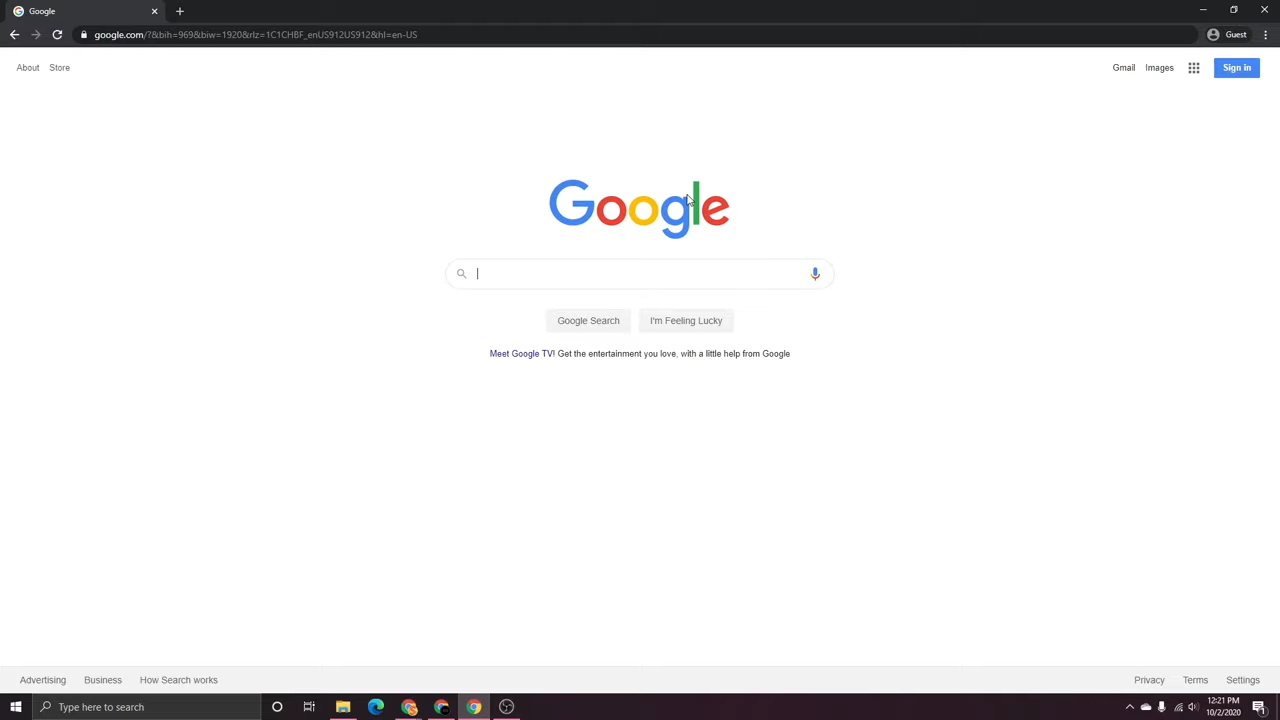 Google
google.com/?&bih=969&biw=1920&rlz=1C1CHBF_enUS912US912&hl=en-US
Guest
About Store
Gmail Images Sign in
Google
Google Search I'm Feeling Lucky
Meet Google TV! Get the entertainment you love, with a little help from Google
Advertising Business How Search works
Privacy Terms Settings
Type here to search
12:21 PM
10/2/2020
1